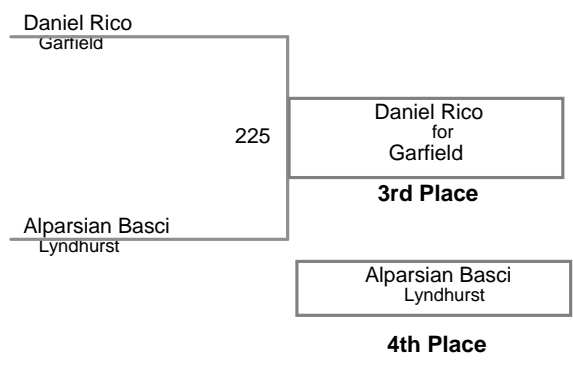 Daniel Rico
Garfield
225
Daniel Rico
for
Garfield
3rd Place
Alparsian Basci
Lyndhurst
Alparsian Basci
Lyndhurst
4th Place